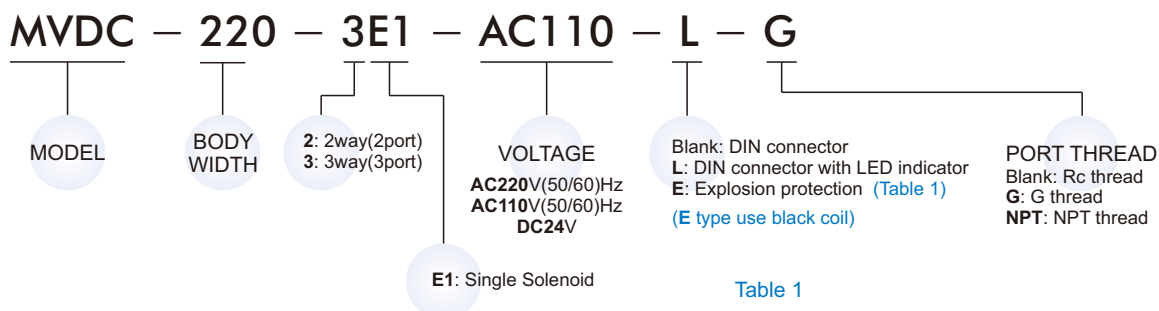 MVDC – 220 – 3E1 – AC110 – L – G
MODEL
BODY
WIDTH
2: 2way(2port)
3: 3way(3port)
E1: Single Solenoid
VOLTAGE
AC220V(50/60)Hz
AC110V(50/60)Hz
DC24V
Blank: DIN connector
L: DIN connector with LED indicator
E: Explosion protection (Table 1)
(E type use black coil)
PORT THREAD
Blank: Rc thread
G: G thread
NPT: NPT thread
Table 1